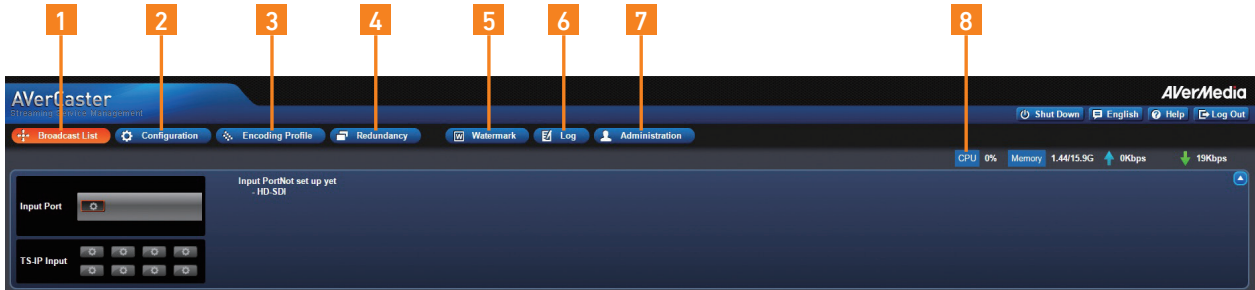 1 2 3 4 5 6 7 8
AVerCaster
AVerMedia
Streaming Service Management
Shut Down English Help Log Out
Broadcast List Configuration Encoding Profile Redundancy W Watermark Log Administration
CPU 0% Memory 1.44/15.9G 0Kbps 19Kbps
Input PortNot set up yet
- HD-SDI
Input Port
TS-IP Input